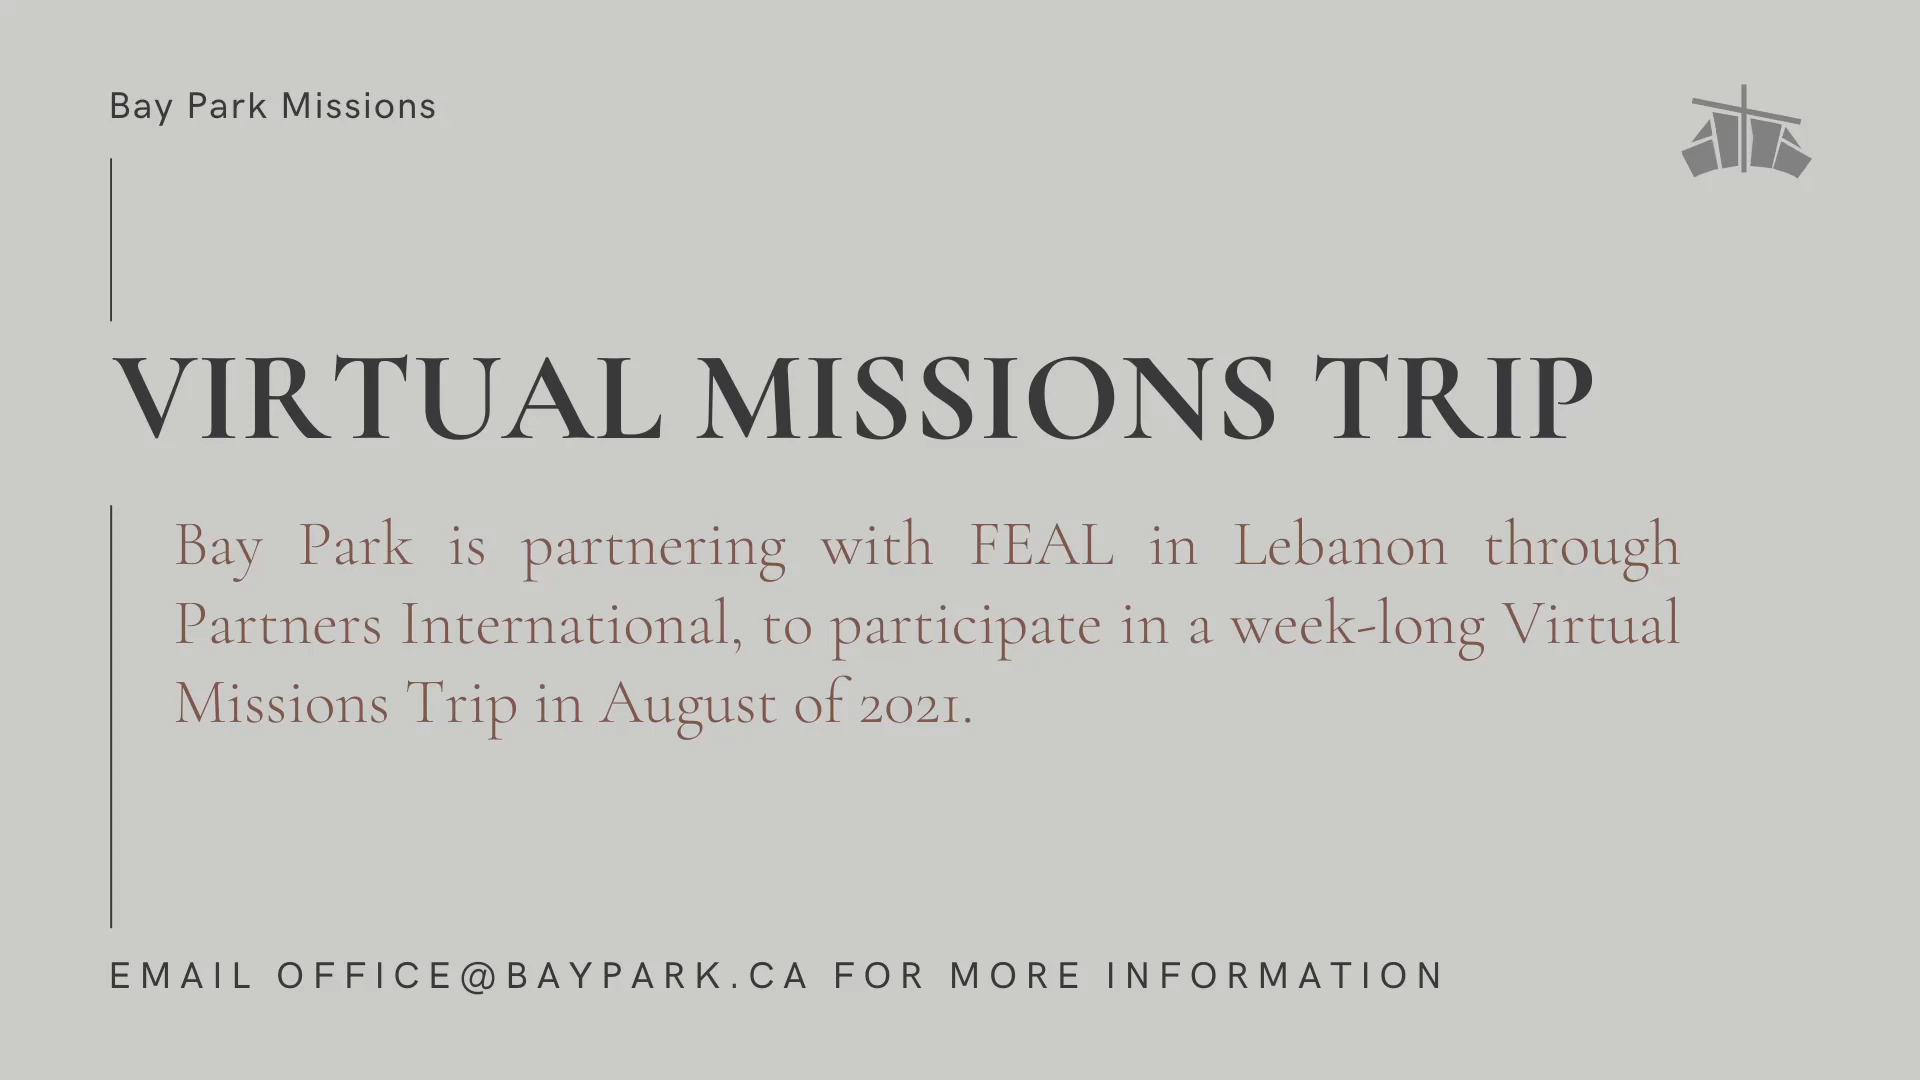 Bay Park Missions
VIRTUAL MISSIONS TRIP
Bay Park is partnering with FEAL in Lebanon through
Partners International, to participate in a week-long Virtual
Missions Trip in August of 2021.
EMAIL OFFICE@BAYPARK.CA FOR MORE INFORMATION